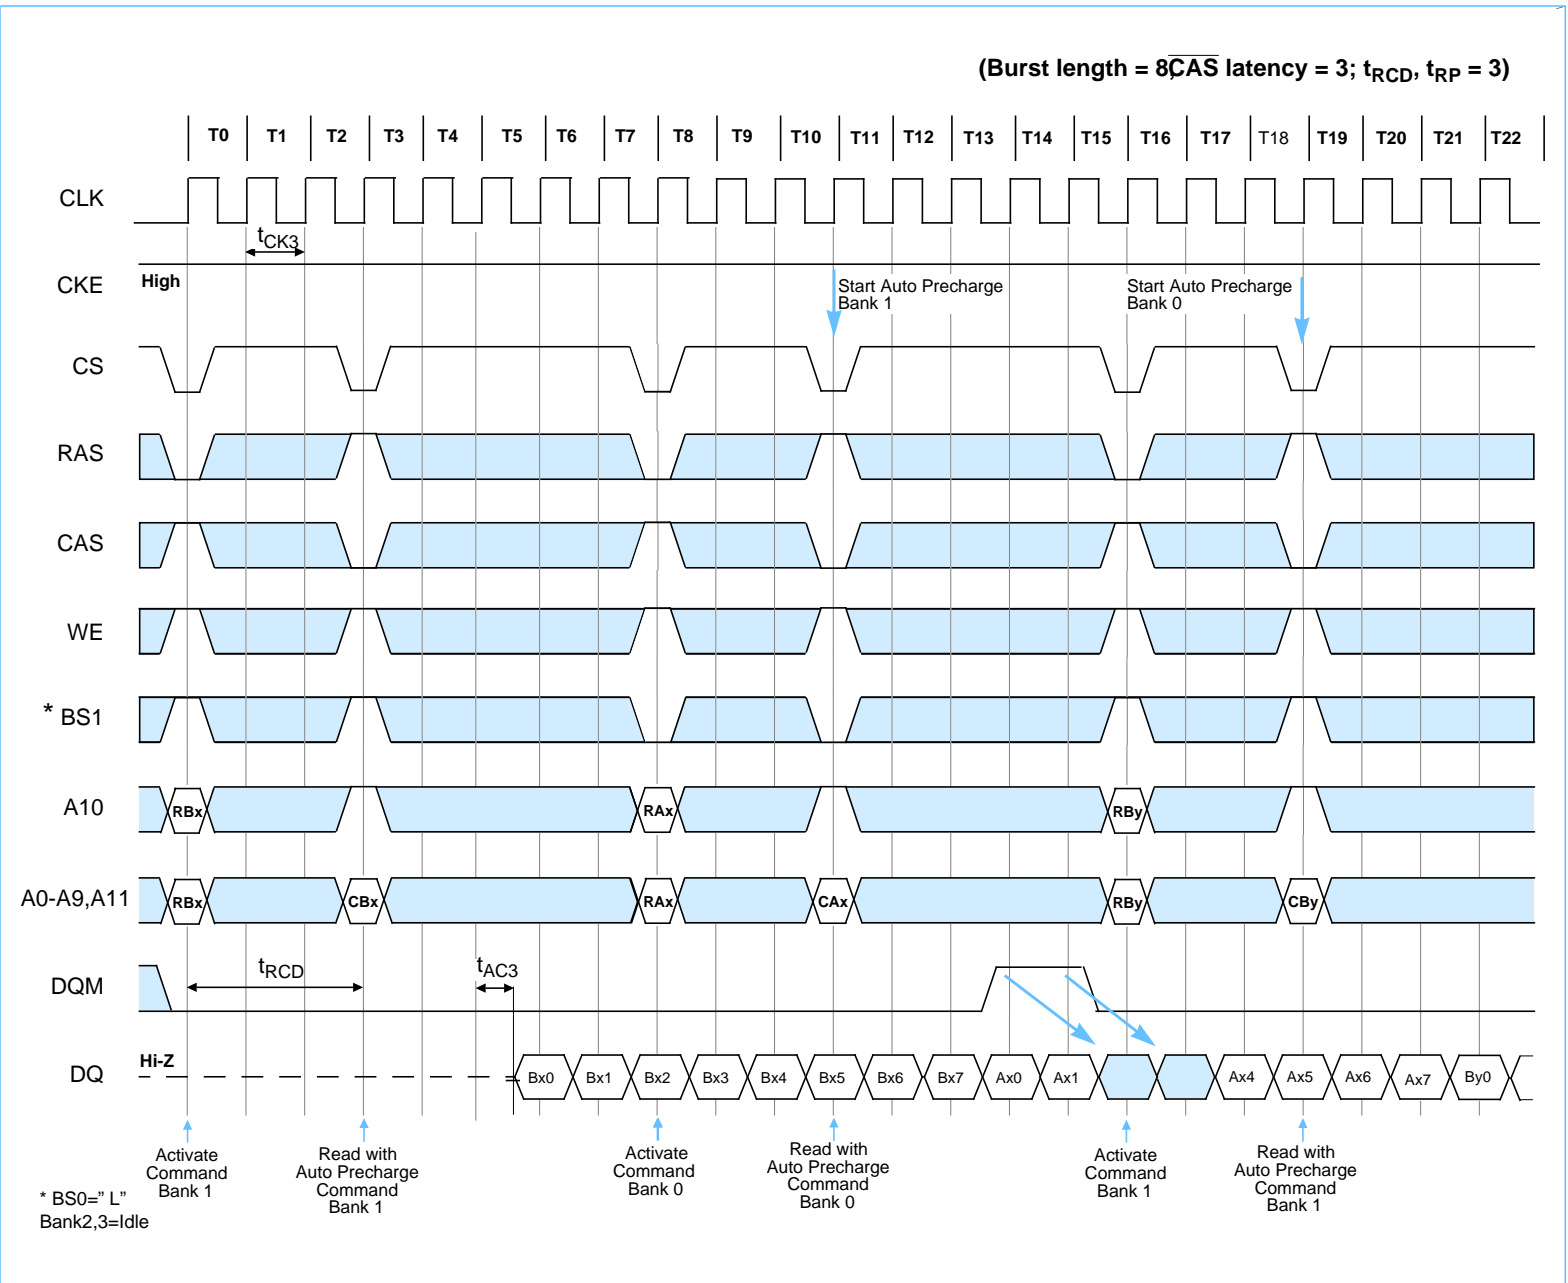 (Burst length = 8,CAS latency = 3; tRCD, tRP = 3)
T0 T1 T2 T3 T4 T5 T6 T7 T8 T9 T10 T11 T12 T13 T14 T15 T16 T17 T18 T19 T20 T21 T22
CLK
tCK3
CKE
High
Start Auto Precharge
Bank 1
Start Auto Precharge
Bank 0
CS
RAS
CAS
WE
* BS1
A10
RBx RAx RBy
A0-A9,A11
RBx CBx RAx CAx RBy CBy
DQM
tRCD
tAC3
DQ
Hi-Z
Bx0 Bx1 Bx2 Bx3 Bx4 Bx5 Bx6 Bx7 Ax0 Ax1 Ax4 Ax5 Ax6 Ax7 By0
Activate
Command
Bank 1
Read with
Auto Precharge
Command
Bank 1
Activate
Command
Bank 0
Read with
Auto Precharge
Command
Bank 0
Activate
Command
Bank 1
Read with
Auto Precharge
Command
Bank 1
* BS0=” L”
Bank2,3=Idle